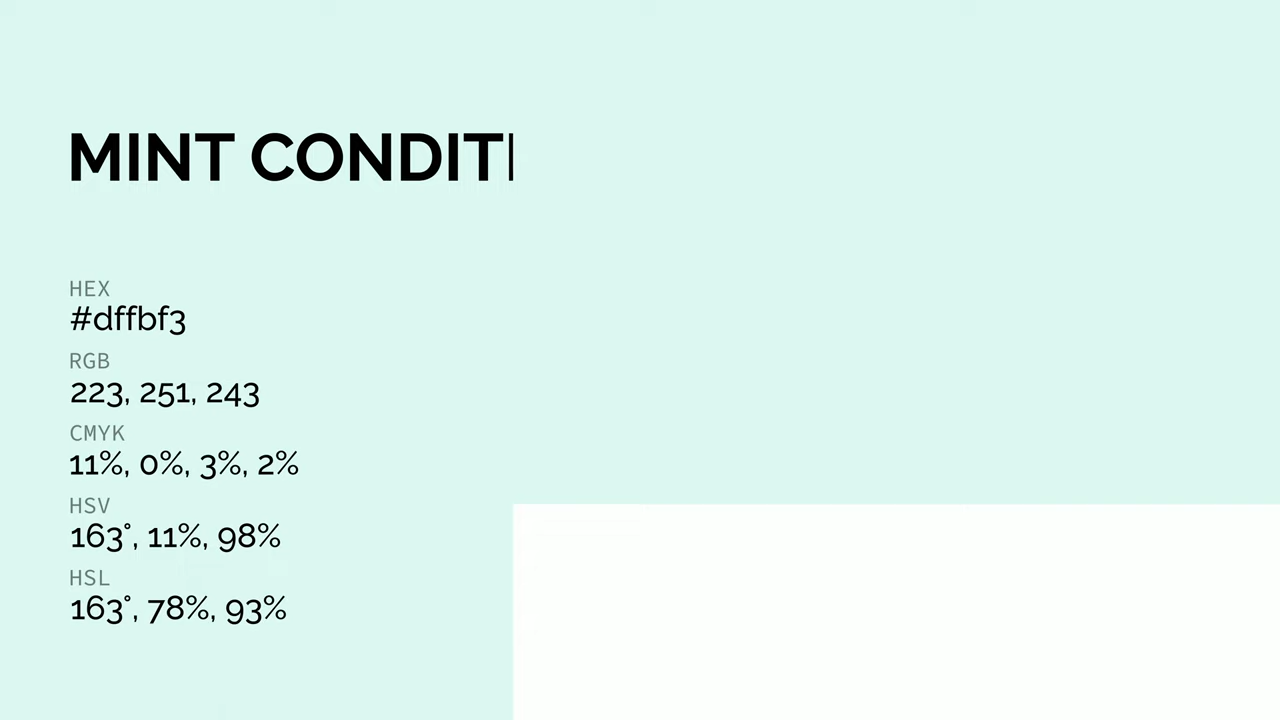 MINT CONDITI
HEX
#dffbf3
RGB
223, 251, 243
CMYK
11%, 0%, 3%, 2%
HSV
163°, 11%, 98%
HSL
163°, 78%, 93%